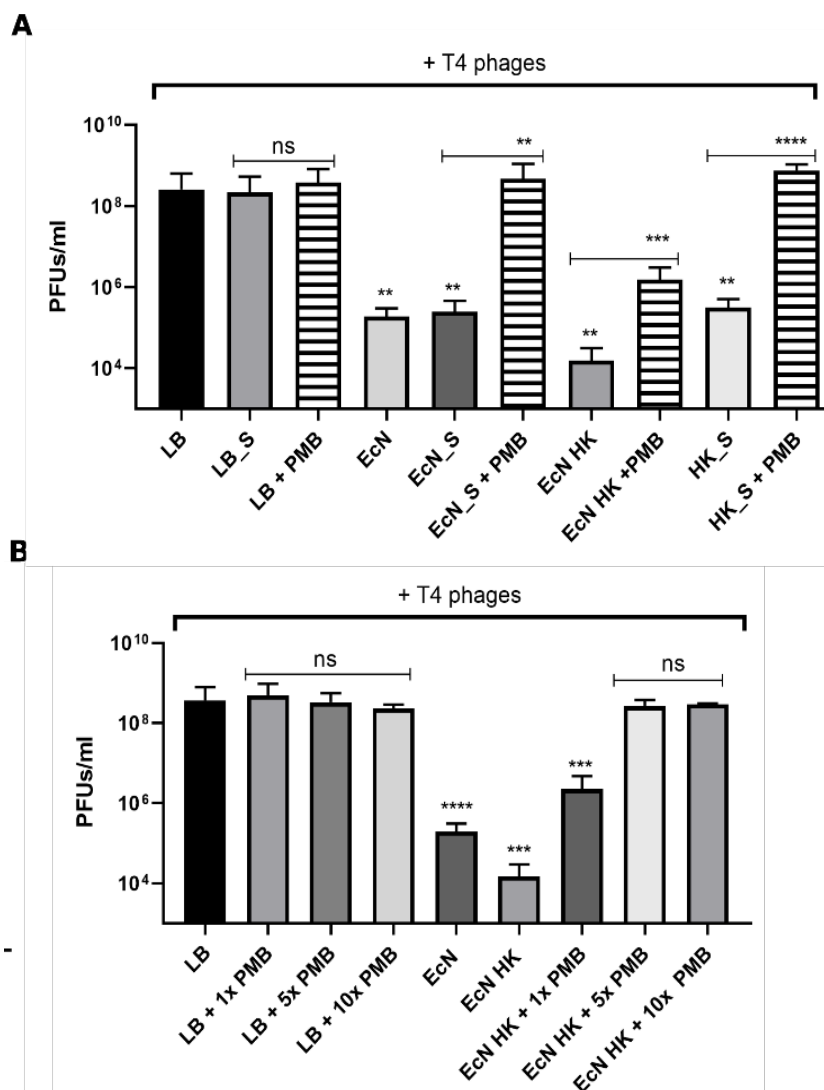 A
+ T4 phages
10^10
10^8
10^6
10^4
PFUs/ml
ns
**
**
**
**
***
**
****
LB
LB_S
LB + PMB
EcN
EcN_S
EcN_S + PMB
EcN HK
EcN HK +PMB
HK_S
HK_S + PMB
B
+ T4 phages
10^10
10^8
10^6
10^4
PFUs/ml
ns
****
***
***
ns
LB
LB + 1x PMB
LB + 5x PMB
LB + 10x PMB
EcN
EcN HK
EcN HK + 1x PMB
EcN HK + 5x PMB
EcN HK + 10x PMB
-